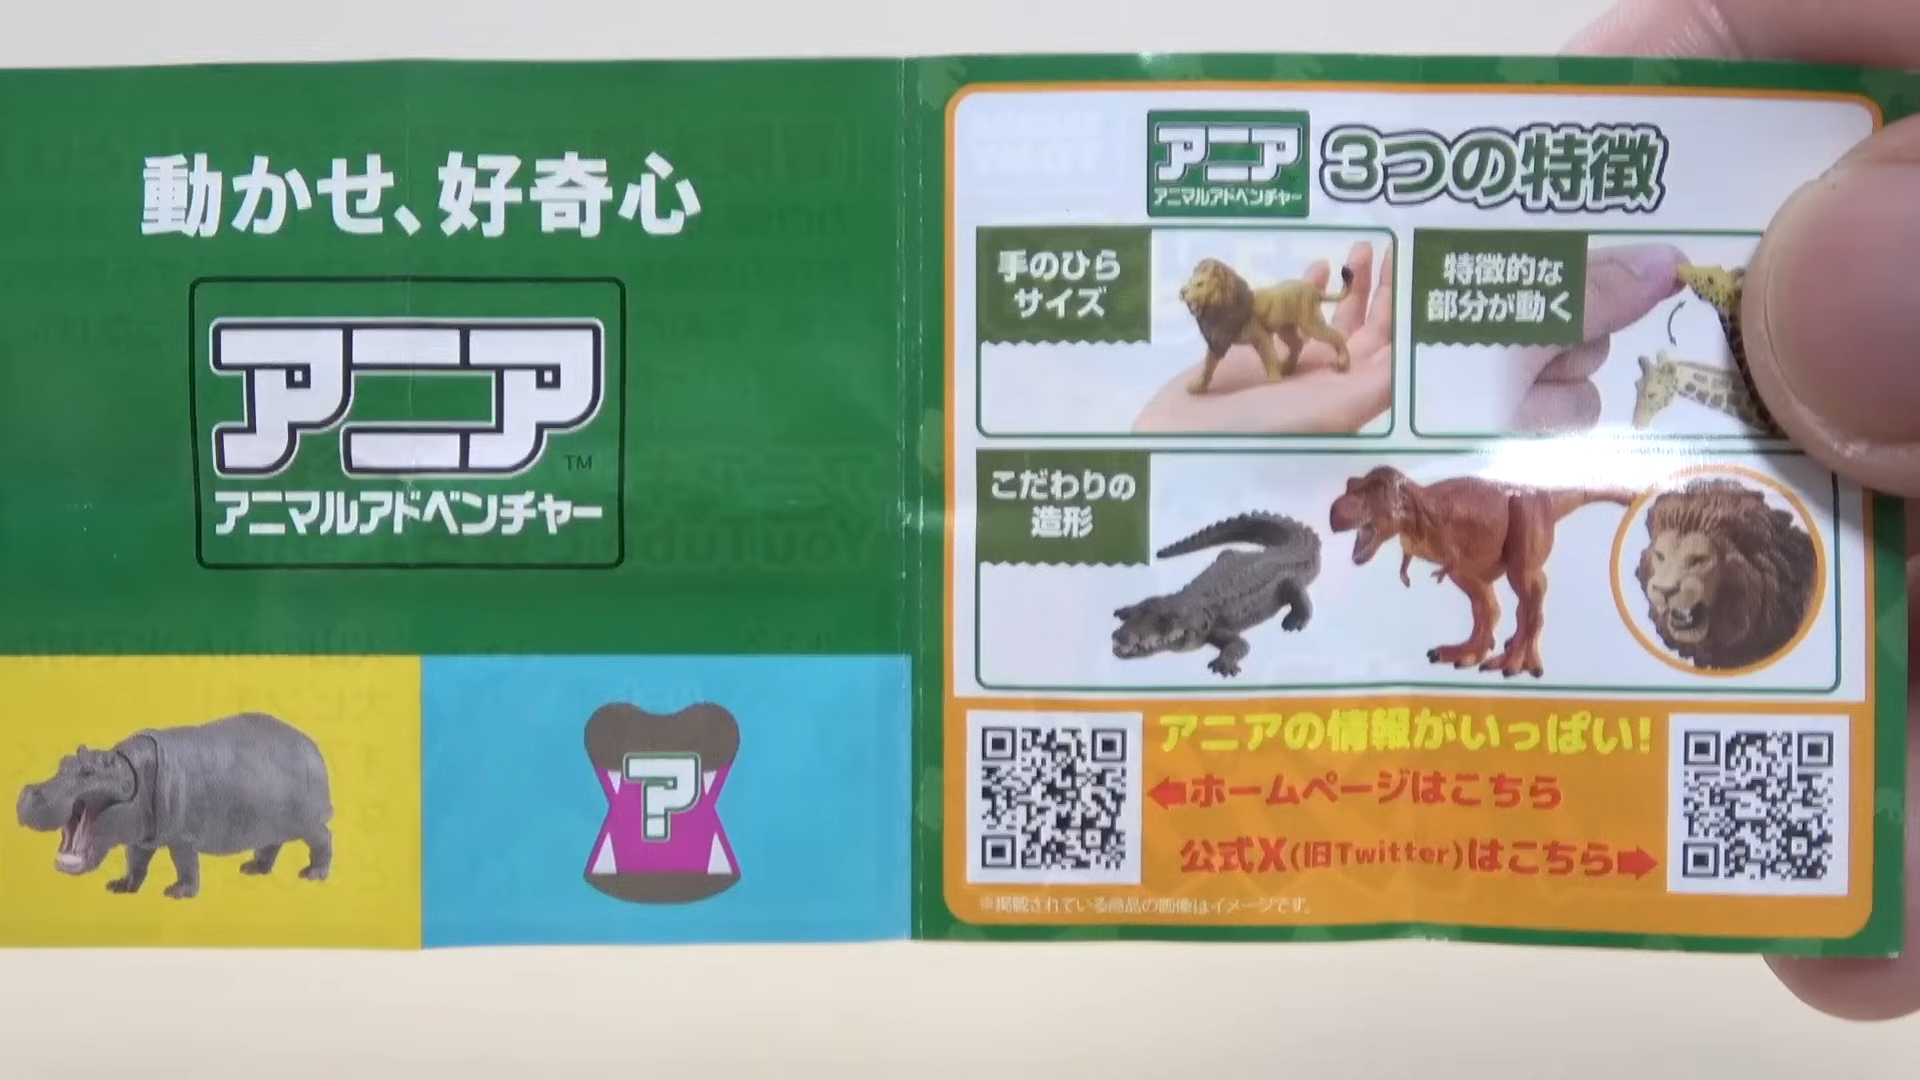 動かせ、好奇心
アニア
TM
アニマルアドベンチャー
ア
アニア
アニマルアドベンチャー
3つの特徴
手のひら
サイズ
特徴的な
部分が動く
こだわりの
造形
アニアの情報がいっぱい!
ホームページはこちら
公式X(旧Twitter)はこちら
※掲載されている商品の画像はイメージです。